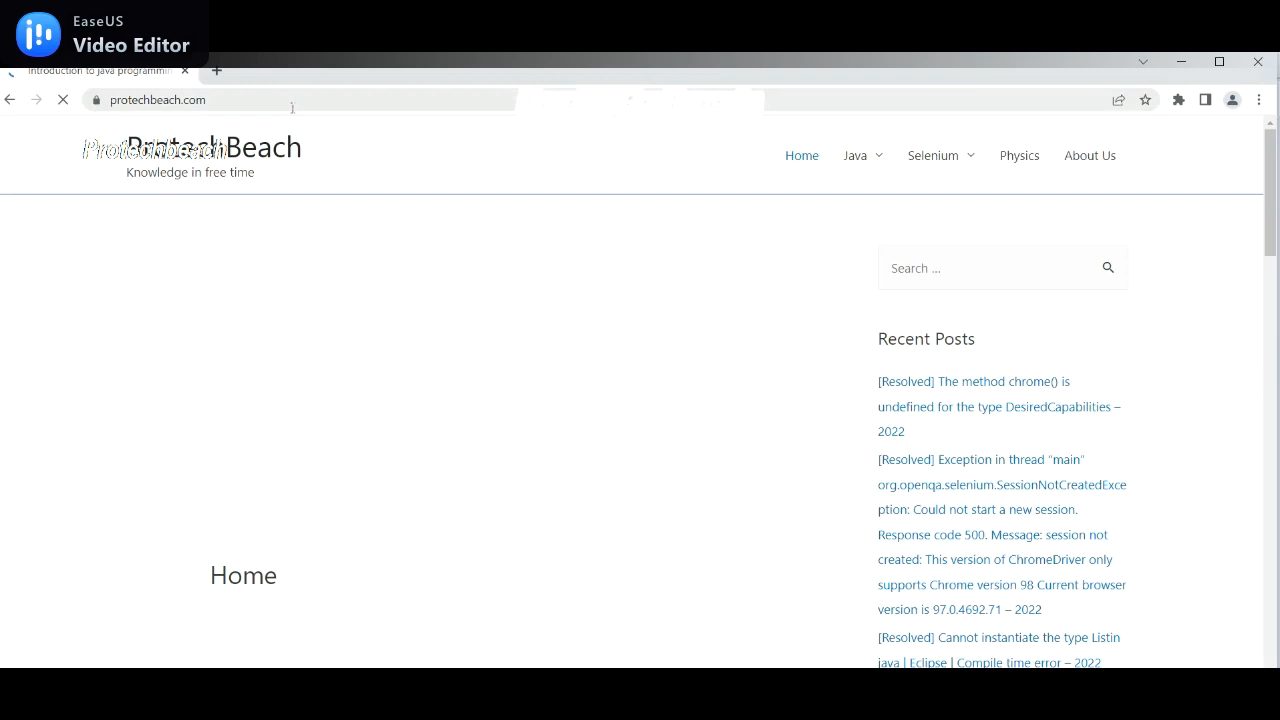 EaseUS
Video Editor
Introduction to java programmin
protechbeach.com
Protechbeach
ProtechBeach
Knowledge in free time
Home
Java
Selenium
Physics
About Us
Search ...
Recent Posts
[Resolved] The method chrome() is
undefined for the type DesiredCapabilities –
2022
[Resolved] Exception in thread “main”
org.openqa.selenium.SessionNotCreatedExce
ption: Could not start a new session.
Response code 500. Message: session not
created: This version of ChromeDriver only
supports Chrome version 98 Current browser
version is 97.0.4692.71 – 2022
[Resolved] Cannot instantiate the type Listin
java | Eclipse | Compile time error – 2022
Home